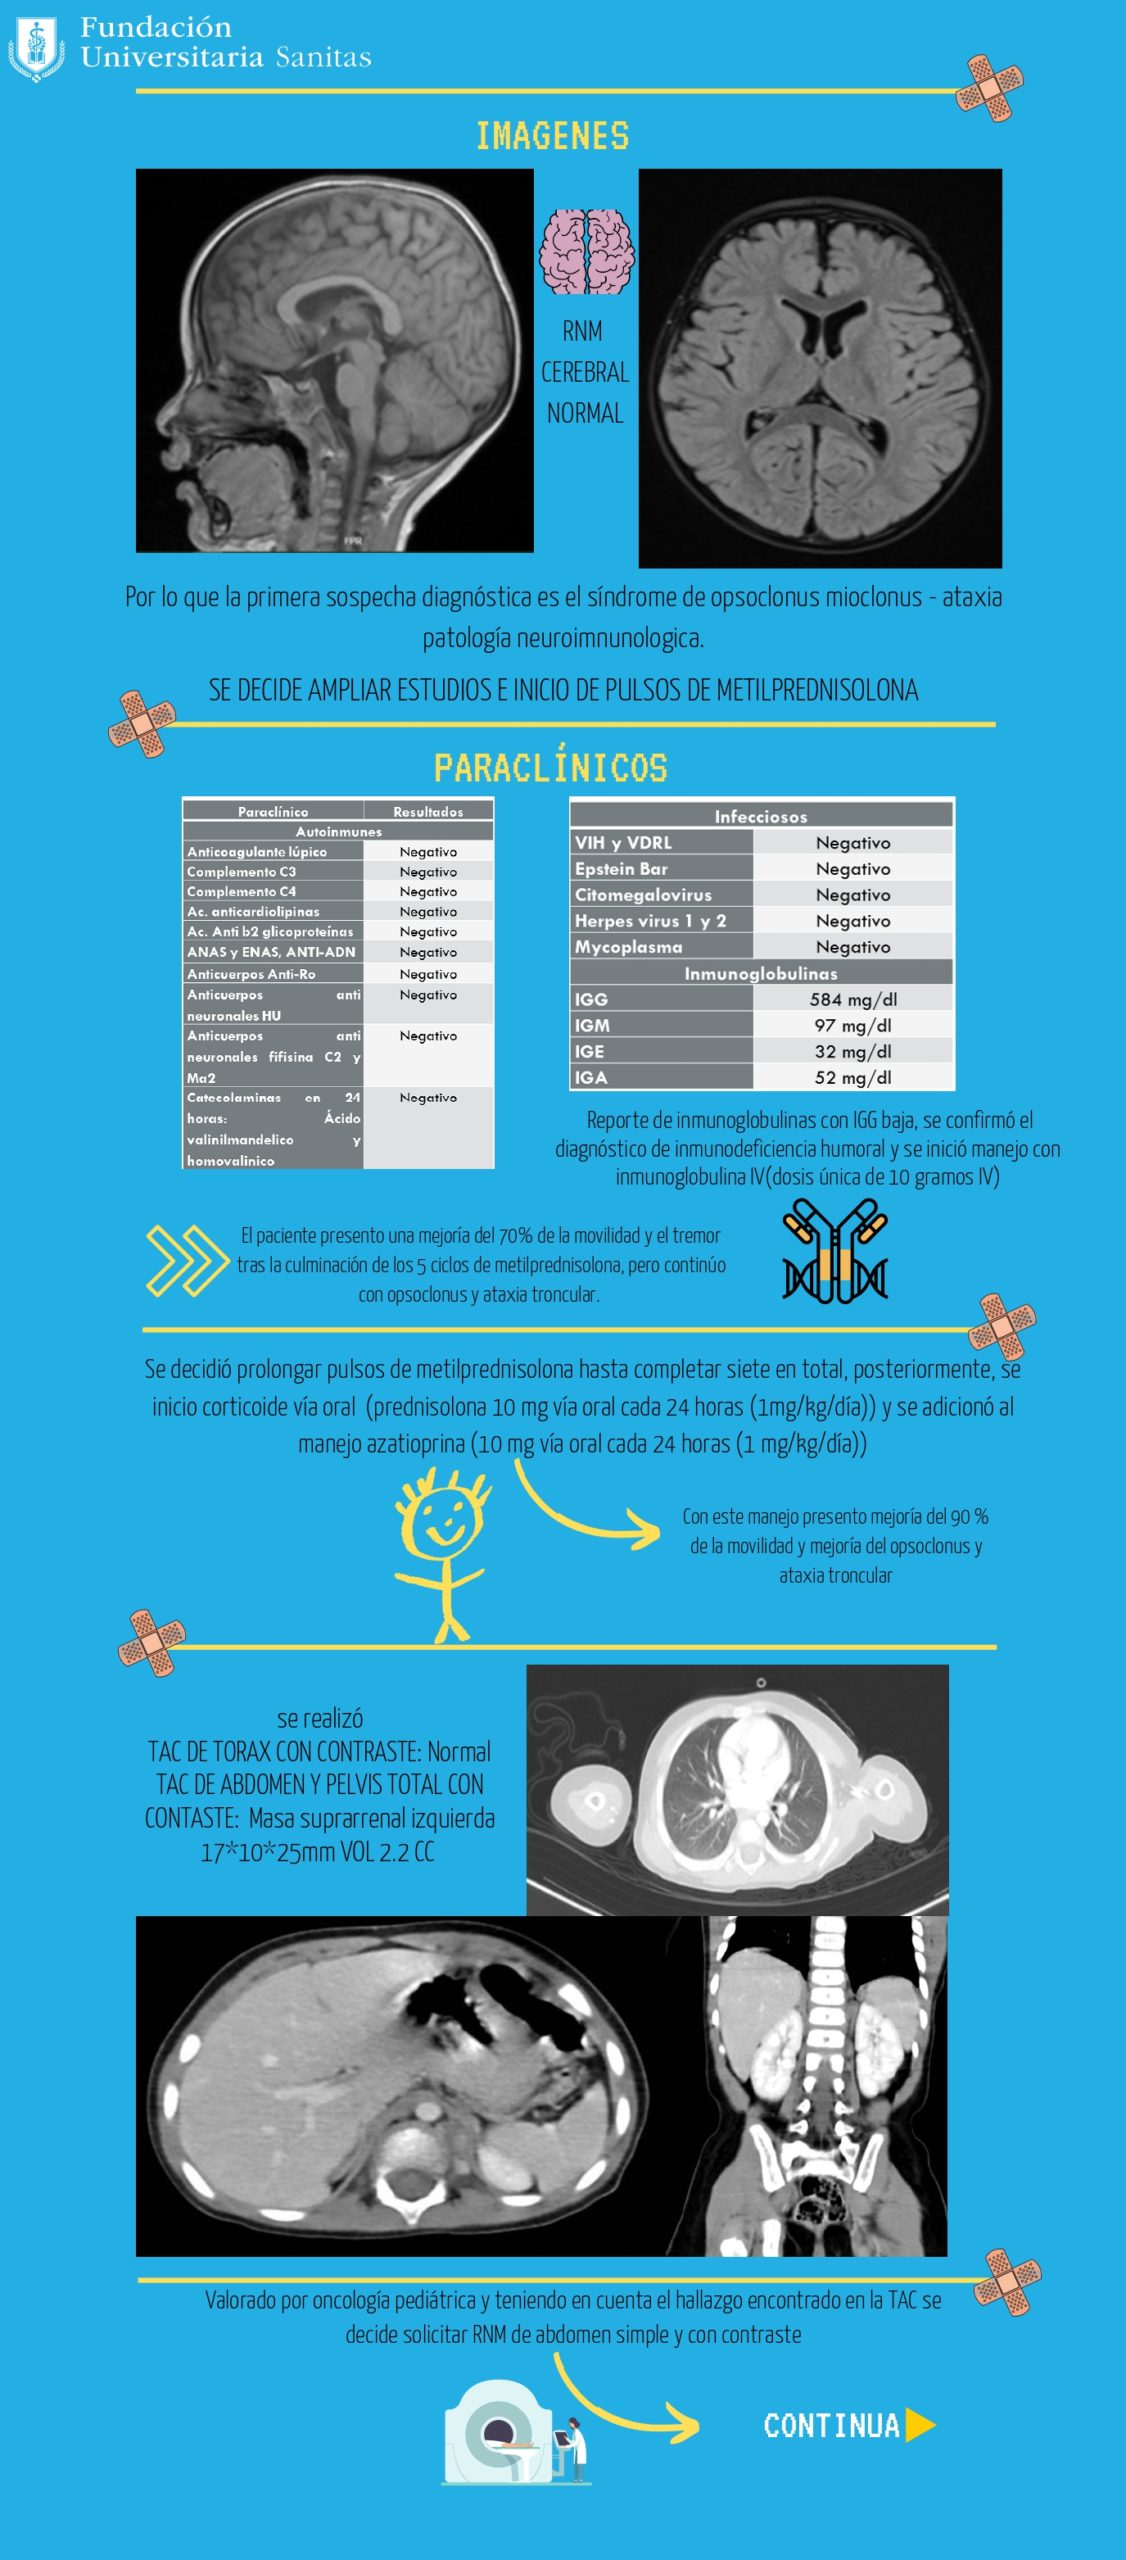 Fundación
Universitaria Sanitas
IMAGENES
RNM
CEREBRAL
NORMAL
FPR
Por lo que la primera sospecha diagnóstica es el síndrome de opsoclonus mioclonus - ataxia
patología neuroimnunologica.
SE DECIDE AMPLIAR ESTUDIOS E INICIO DE PULSOS DE METILPREDNISOLONA
PARACLÍNICOS
Paraclínico Resultados
Autoinmunes
Anticoagulante lúpico Negativo
Complemento C3 Negativo
Complemento C4 Negativo
Ac. anticardiolipinas Negativo
Ac. Anti b2 glicoproteínas Negativo
ANAS y ENAS, ANTI-ADN Negativo
Anticuerpos Anti-Ro Negativo
Anticuerpos anti Negativo
neuronales HU
Anticuerpos anti Negativo
neuronales fifisina C2 y
Ma2
Catecolaminas en 24 Negativo
horas: Ácido
valinilmandelico y
homovalinico
Infecciosos
VIH y VDRL Negativo
Epstein Bar Negativo
Citomegalovirus Negativo
Herpes virus 1 y 2 Negativo
Mycoplasma Negativo
Inmunoglobulinas
IGG 584 mg/dl
IGM 97 mg/dl
IGE 32 mg/dl
IGA 52 mg/dl
Reporte de inmunoglobulinas con IGG baja, se confirmó el
diagnóstico de inmunodeficiencia humoral y se inició manejo con
inmunoglobulina IV(dosis única de 10 gramos IV)
El paciente presento una mejoría del 70% de la movilidad y el tremor
tras la culminación de los 5 ciclos de metilprednisolona, pero continúo
con opsoclonus y ataxia troncular.
Se decidió prolongar pulsos de metilprednisolona hasta completar siete en total, posteriormente, se
inicio corticoide vía oral (prednisolona 10 mg vía oral cada 24 horas (1mg/kg/día)) y se adicionó al
manejo azatioprina (10 mg vía oral cada 24 horas (1 mg/kg/día))
Con este manejo presento mejoría del 90 %
de la movilidad y mejoría del opsoclonus y
ataxia troncular
se realizó
TAC DE TORAX CON CONTRASTE: Normal
TAC DE ABDOMEN Y PELVIS TOTAL CON
CONTASTE: Masa suprarrenal izquierda
17*10*25mm VOL 2.2 CC
Valorado por oncología pediátrica y teniendo en cuenta el hallazgo encontrado en la TAC se
decide solicitar RNM de abdomen simple y con contraste
CONTINUA